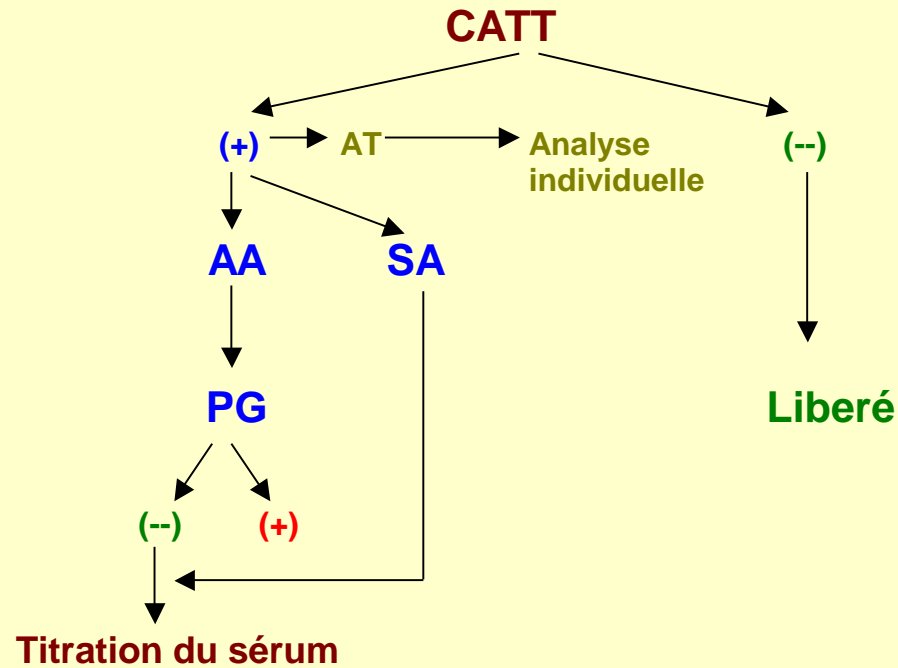 CATT
(+)
AT
Analyse
individuelle
(--)
AA
SA
PG
Liberé
(--)
(+)
Titration du sérum